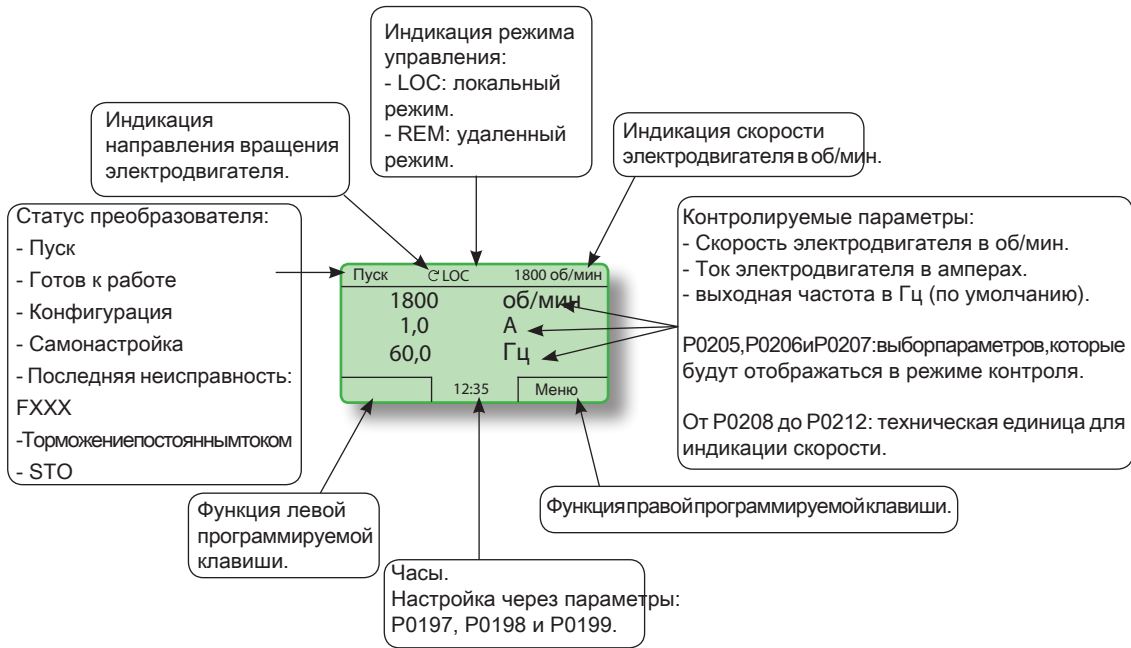 Индикация режима
управления:
- LOC: локальный
режим.
- REM: удаленный
режим.
Индикация
направления вращения
электродвигателя.
Индикация скорости
электродвигателя в об/мин.
Статус преобразователя:
- Пуск
- Готов к работе
- Конфигурация
- Самонастройка
- Последняя неисправность:
FXXX
-Торможениепостояннымтоком
- STO
Пуск LOC 1800 об/мин
1800 об/мин
1,0 А
60,0 Гц
12:35 Меню
Контролируемые параметры:
- Скорость электродвигателя в об/мин.
- Ток электродвигателя в амперах.
- выходная частота в Гц (по умолчанию).
P0205,P0206иP0207:выборпараметров,которые
будут отображаться в режиме контроля.
От P0208 до P0212: техническая единица для
индикации скорости.
Функция левой
программируемой
клавиши.
Функцияправойпрограммируемойклавиши.
Часы.
Настройка через параметры:
P0197, P0198 и P0199.